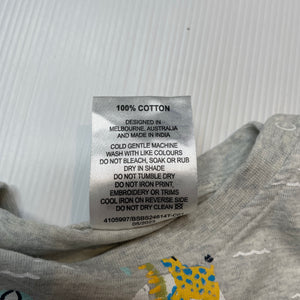 100% COTTON
DESIGNED IN
MELBOURNE, AUSTRALIA
AND MADE IN INDIA
COLD GENTLE MACHINE
WASH WITH LIKE COLOURS
DO NOT BLEACH, SOAK OR RUB
DRY IN SHADE
DO NOT TUMBLE DRY
DO NOT IRON PRINT,
EMBROIDERY OR TRIMS
COOL IRON ON REVERSE SIDE
DO NOT DRY CLEAN